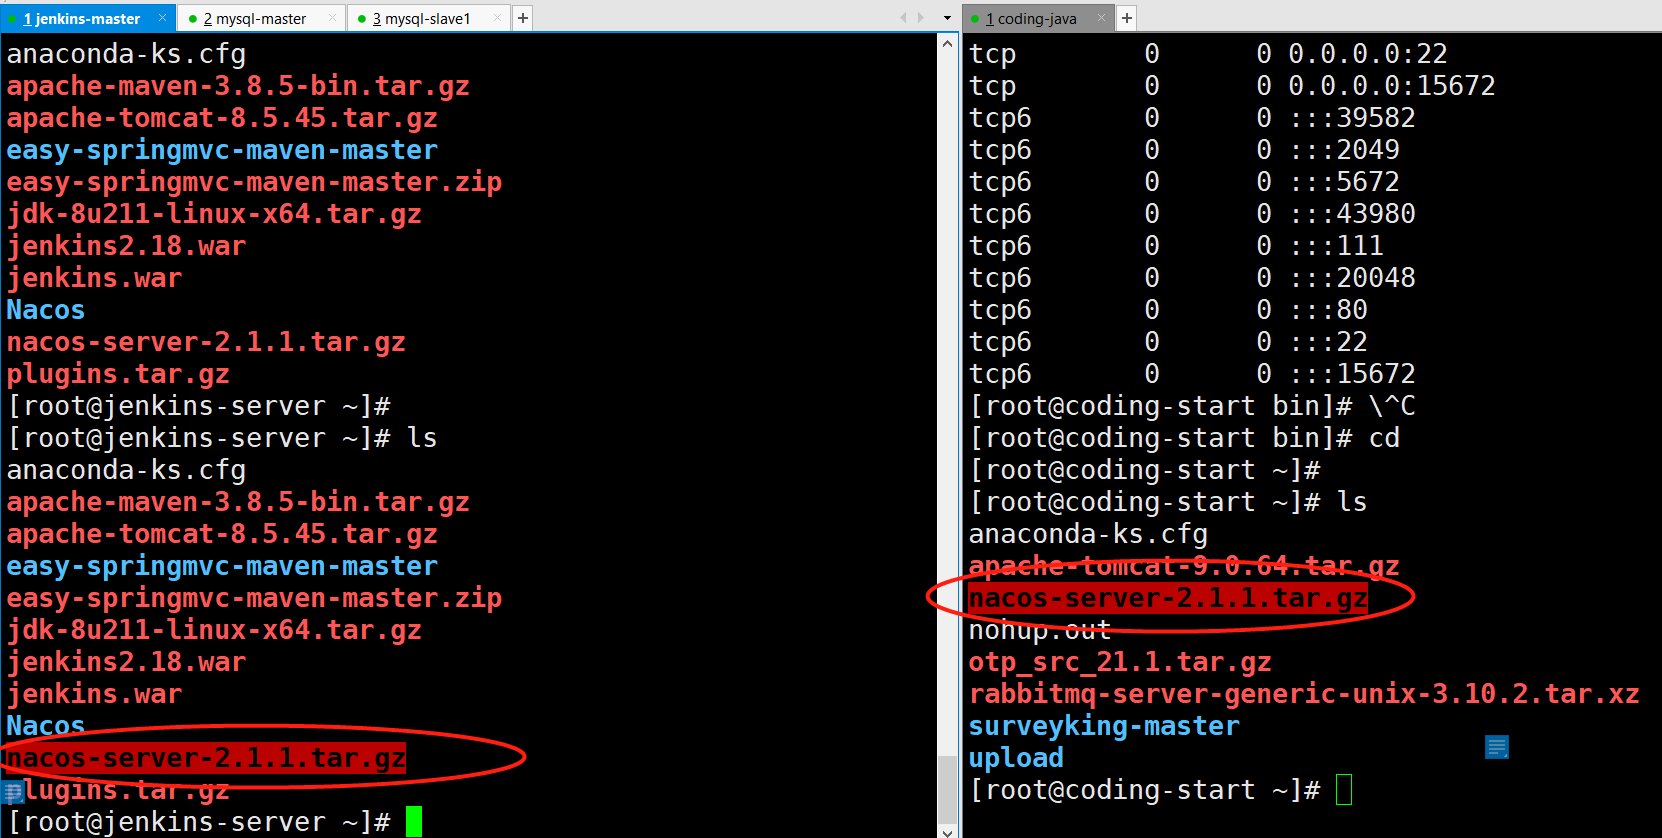 1 jenkins-master × 2 mysql-master × 3 mysql-slave1 × +
anaconda-ks.cfg
apache-maven-3.8.5-bin.tar.gz
apache-tomcat-8.5.45.tar.gz
easy-springmvc-maven-master
easy-springmvc-maven-master.zip
jdk-8u211-linux-x64.tar.gz
jenkins2.18.war
jenkins.war
Nacos
nacos-server-2.1.1.tar.gz
plugins.tar.gz
[root@jenkins-server ~]#
[root@jenkins-server ~]# ls
anaconda-ks.cfg
apache-maven-3.8.5-bin.tar.gz
apache-tomcat-8.5.45.tar.gz
easy-springmvc-maven-master
easy-springmvc-maven-master.zip
jdk-8u211-linux-x64.tar.gz
jenkins2.18.war
jenkins.war
Nacos
nacos-server-2.1.1.tar.gz
plugins.tar.gz
[root@jenkins-server ~]#
1 coding-java × +
tcp 0 0 0.0.0.0:22
tcp 0 0 0.0.0.0:15672
tcp6 0 0 :::39582
tcp6 0 0 :::2049
tcp6 0 0 :::5672
tcp6 0 0 :::43980
tcp6 0 0 :::111
tcp6 0 0 :::20048
tcp6 0 0 :::80
tcp6 0 0 :::22
tcp6 0 0 :::15672
[root@coding-start bin]# \^C
[root@coding-start bin]# cd
[root@coding-start ~]#
[root@coding-start ~]# ls
anaconda-ks.cfg
apache-tomcat-9.0.64.tar.gz
nacos-server-2.1.1.tar.gz
nohup.out
otp_src_21.1.tar.gz
rabbitmq-server-generic-unix-3.10.2.tar.xz
surveyking-master
upload
[root@coding-start ~]#